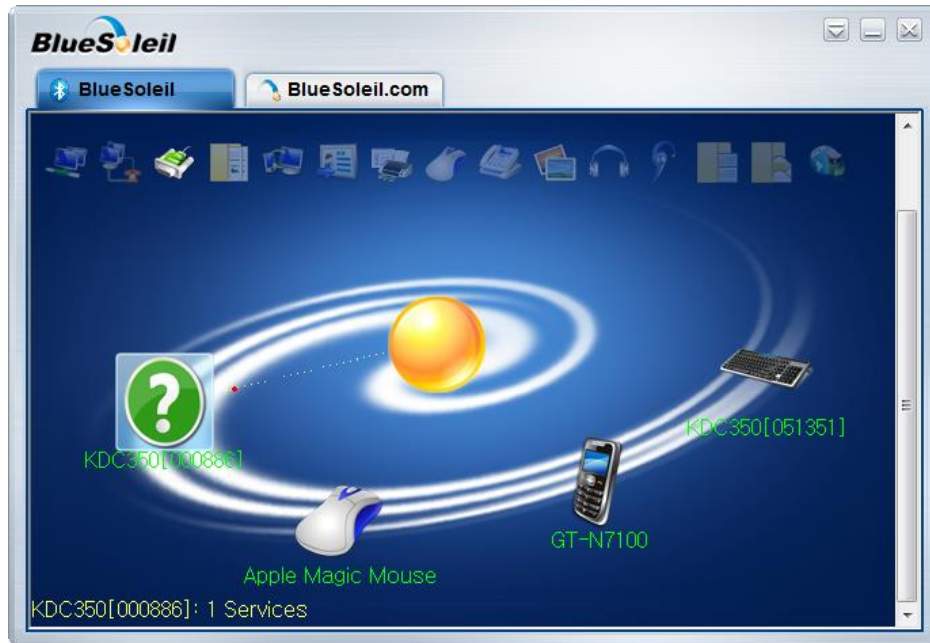 BlueSoleil
BlueSoleil
BlueSoleil.com
KDC350[051351]
KDC350[000886]
GT-N7100
Apple Magic Mouse
KDC350[000886]: 1 Services